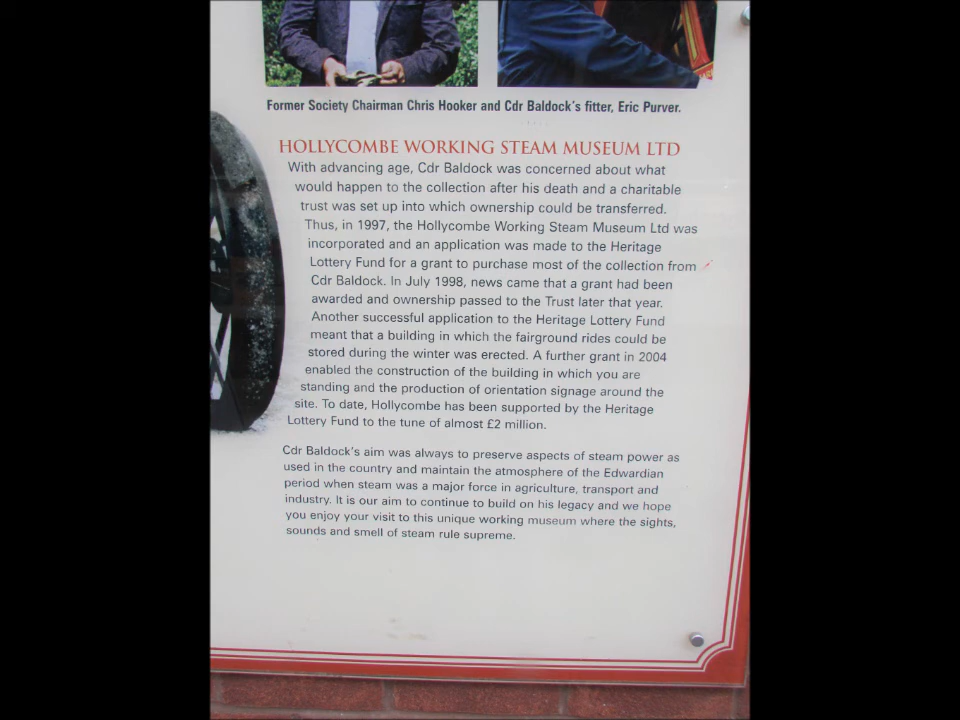 Former Society Chairman Chris Hooker and Cdr Baldock's fitter, Eric Purver.
HOLLYCOMBE WORKING STEAM MUSEUM LTD
With advancing age, Cdr Baldock was concerned about what
would happen to the collection after his death and a charitable
trust was set up into which ownership could be transferred.
Thus, in 1997, the Hollycombe Working Steam Museum Ltd was
incorporated and an application was made to the Heritage
Lottery Fund for a grant to purchase most of the collection from
Cdr Baldock. In July 1998, news came that a grant had been
awarded and ownership passed to the Trust later that year.
Another successful application to the Heritage Lottery Fund
meant that a building in which the fairground rides could be
stored during the winter was erected. A further grant in 2004
enabled the construction of the building in which you are
standing and the production of orientation signage around the
site. To date, Hollycombe has been supported by the Heritage
Lottery Fund to the tune of almost £2 million.
Cdr Baldock's aim was always to preserve aspects of steam power as
used in the country and maintain the atmosphere of the Edwardian
period when steam was a major force in agriculture, transport and
industry. It is our aim to continue to build on his legacy and we hope
you enjoy your visit to this unique working museum where the sights,
sounds and smell of steam rule supreme.